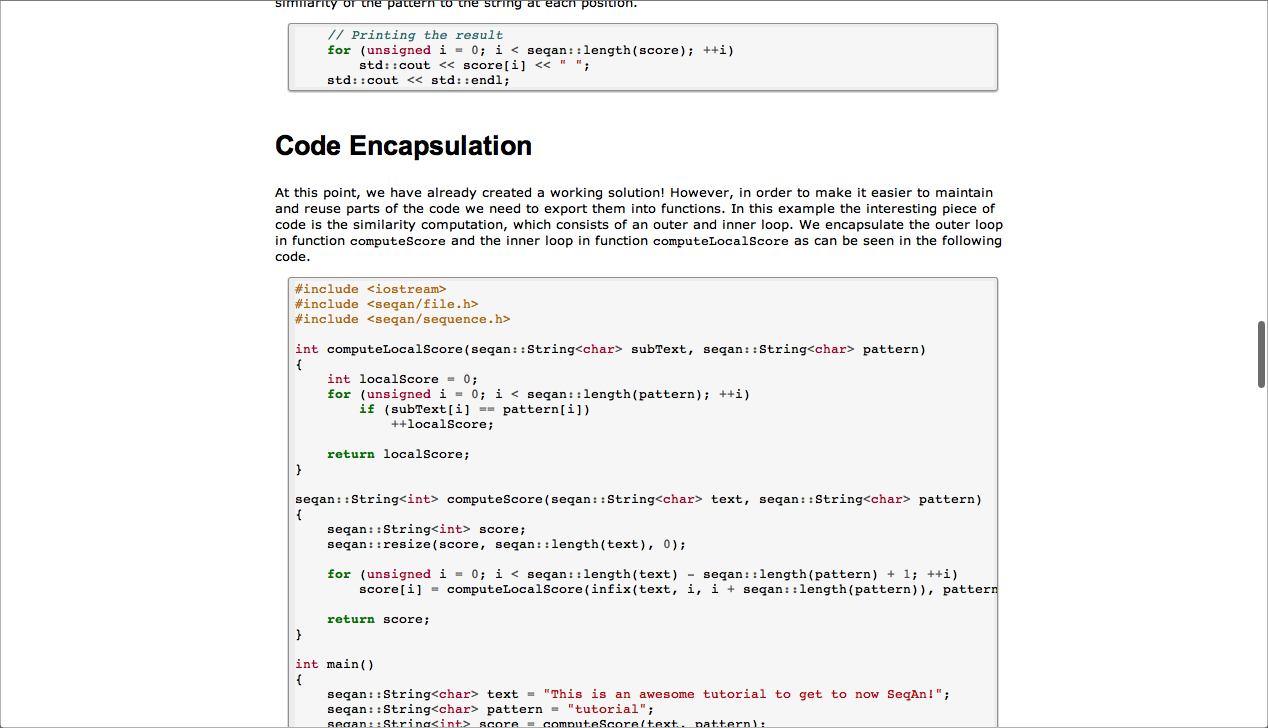 similarity of the pattern to the string at each position.
// Printing the result
for (unsigned i = 0; i < seqan::length(score); ++i)
std::cout << score[i] << " ";
std::cout << std::endl;
Code Encapsulation
At this point, we have already created a working solution! However, in order to make it easier to maintain
and reuse parts of the code we need to export them into functions. In this example the interesting piece of
code is the similarity computation, which consists of an outer and inner loop. We encapsulate the outer loop
in function computeScore and the inner loop in function computeLocalScore as can be seen in the following
code.
#include <iostream>
#include <seqan/file.h>
#include <seqan/sequence.h>
int computeLocalScore(seqan::String<char> subText, seqan::String<char> pattern)
{
int localScore = 0;
for (unsigned i = 0; i < seqan::length(pattern); ++i)
if (subText[i] == pattern[i])
++localScore;
return localScore;
}
seqan::String<int> computeScore(seqan::String<char> text, seqan::String<char> pattern)
{
seqan::String<int> score;
seqan::resize(score, seqan::length(text), 0);
for (unsigned i = 0; i < seqan::length(text) - seqan::length(pattern) + 1; ++i)
score[i] = computeLocalScore(infix(text, i, i + seqan::length(pattern)), pattern
return score;
}
int main()
{
seqan::String<char> text = "This is an awesome tutorial to get to now SeqAn!";
seqan::String<char> pattern = "tutorial";
seqan::String<int> score = computeScore(text, pattern);